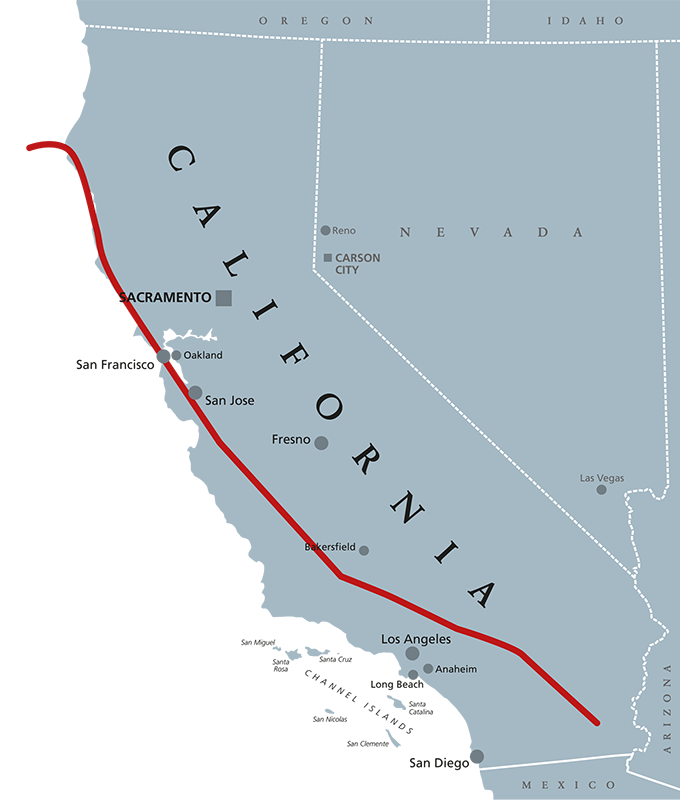 OREGON
IDAHO
CALIFORNIA
Reno
NEVADA
CARSON
CITY
SACRAMENTO
San Francisco
Oakland
San Jose
Fresno
Las Vegas
Bakersfield
Los Angeles
San Miguel
Santa Cruz
Santa
Rosa
Anaheim
Long Beach
CHANNEL ISLANDS
Santa
Catalina
San Nicolas
San Clemente
San Diego
ARIZONA
MEXICO